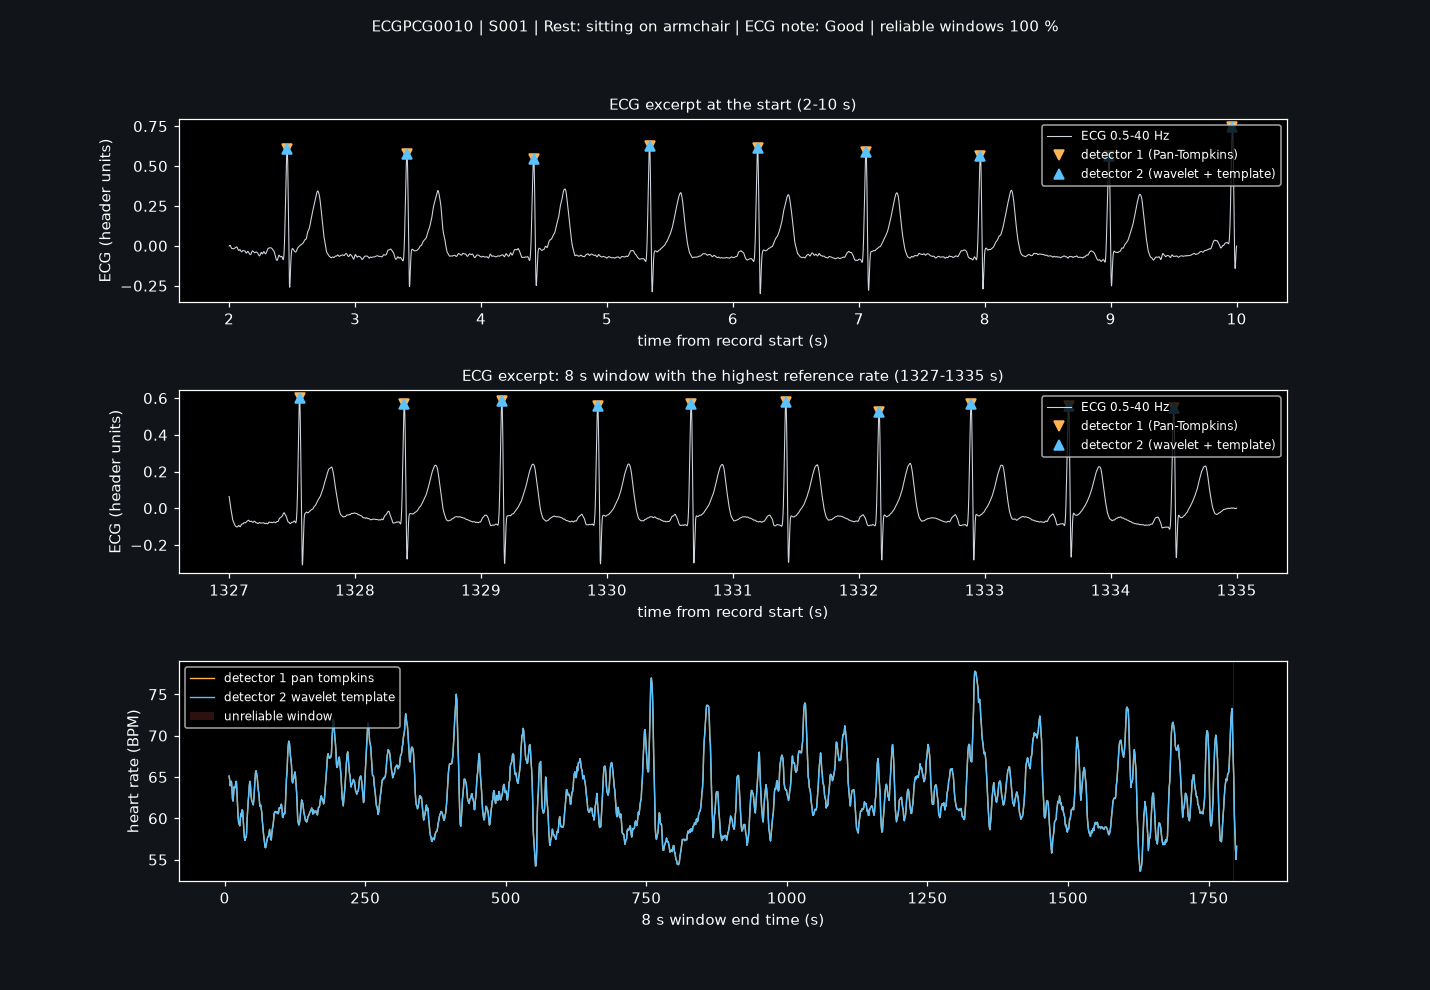 ECGPCG0010 | S001 | Rest: sitting on armchair | ECG note: Good | reliable windows 100 %
ECG excerpt at the start (2-10 s)
ECG (header units)
0.75
0.50
0.25
0.00
−0.25
ECG 0.5-40 Hz
detector 1 (Pan-Tompkins)
detector 2 (wavelet + template)
2 3 4 5 6 7 8 9 10
time from record start (s)
ECG excerpt: 8 s window with the highest reference rate (1327-1335 s)
ECG (header units)
0.6
0.4
0.2
0.0
−0.2
ECG 0.5-40 Hz
detector 1 (Pan-Tompkins)
detector 2 (wavelet + template)
1327 1328 1329 1330 1331 1332 1333 1334 1335
time from record start (s)
heart rate (BPM)
75
70
65
60
55
detector 1 pan tompkins
detector 2 wavelet template
unreliable window
0 250 500 750 1000 1250 1500 1750
8 s window end time (s)